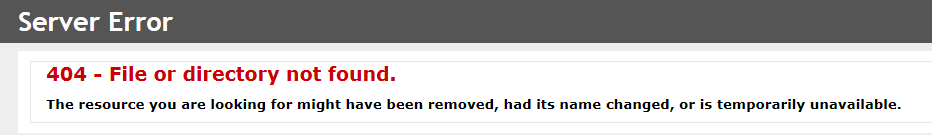 Server Error
404 - File or directory not found.
The resource you are looking for might have been removed, had its name changed, or is temporarily unavailable.